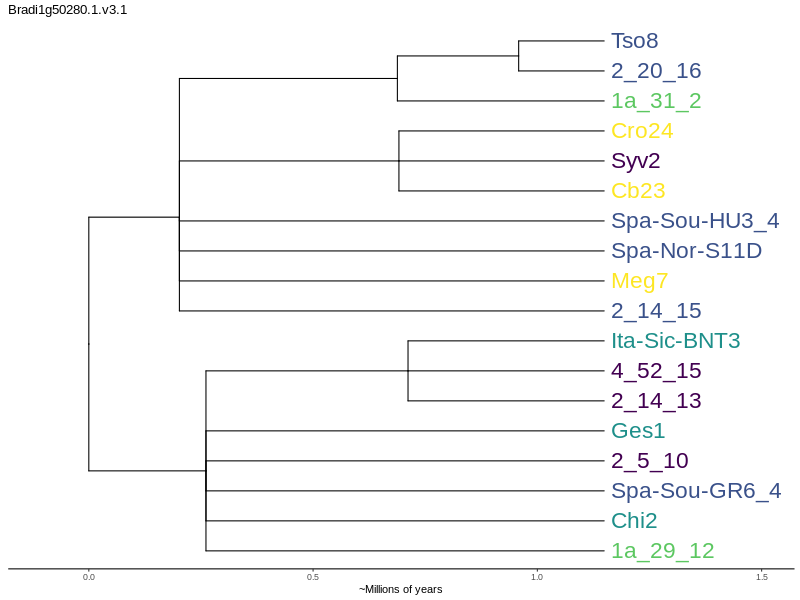 Bradi1g50280.1.v3.1
Tso8
2_20_16
1a_31_2
Cro24
Syv2
Cb23
Spa-Sou-HU3_4
Spa-Nor-S11D
Meg7
2_14_15
Ita-Sic-BNT3
4_52_15
2_14_13
Ges1
2_5_10
Spa-Sou-GR6_4
Chi2
1a_29_12
0.0 0.5 1.0 1.5
~Millions of years